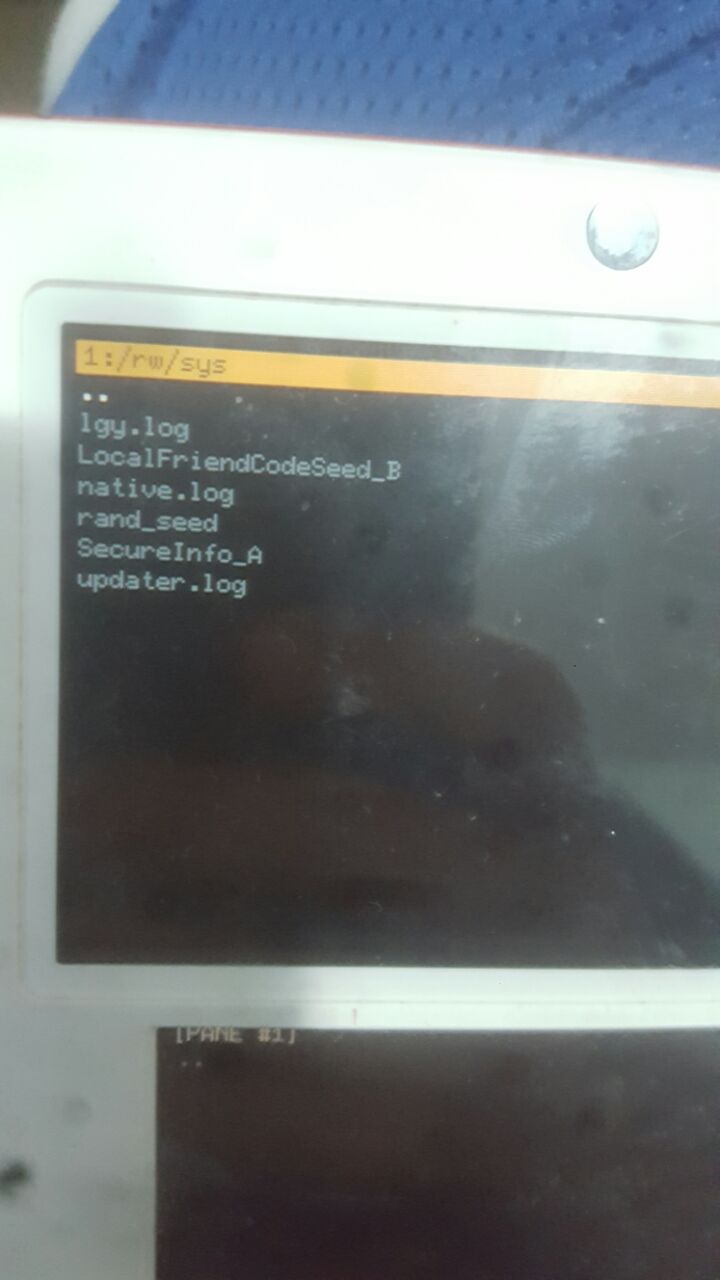 1:/rw/sys
..
lgy.log
LocalFriendCodeSeed_B
native.log
rand_seed
SecureInfo_A
updater.log
[PANE #1]
..